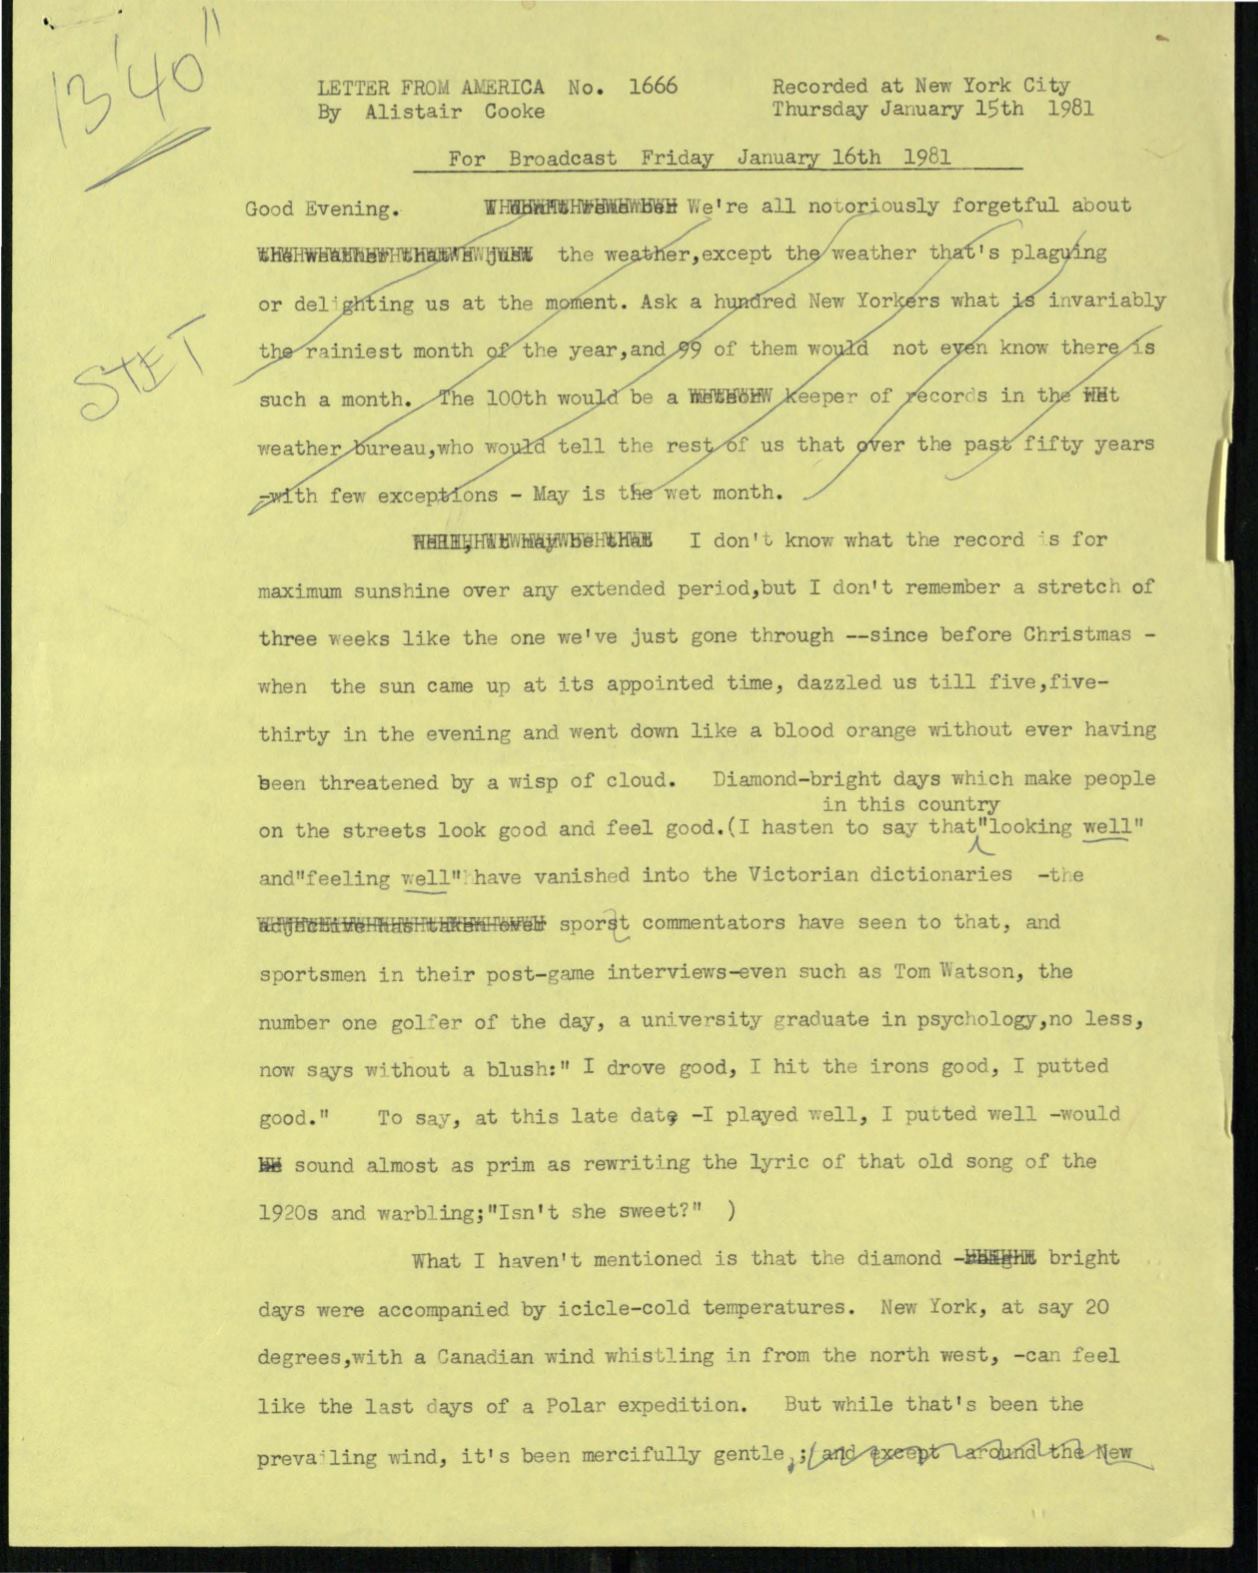 13'40"
LETTER FROM AMERICA No. 1666 Recorded at New York City
By Alistair Cooke Thursday January 15th 1981
For Broadcast Friday January 16th 1981
Good Evening. We're all notoriously forgetful about
the weather,except the weather that's plaguing
or delighting us at the moment. Ask a hundred New Yorkers what is invariably
STET
the rainiest month of the year,and 99 of them would not even know there is
such a month. The 100th would be a keeper of records in the
weather bureau,who would tell the rest of us that over the past fifty years
-with few exceptions - May is the wet month.
Well, it may be that I don't know what the record is for
maximum sunshine over any extended period,but I don't remember a stretch of
three weeks like the one we've just gone through --since before Christmas -
when the sun came up at its appointed time, dazzled us till five,five-
thirty in the evening and went down like a blood orange without ever having
been threatened by a wisp of cloud. Diamond-bright days which make people
in this country
on the streets look good and feel good.(I hasten to say that "looking well"
and"feeling well" have vanished into the Victorian dictionaries -the
adjective has taken over sporst commentators have seen to that, and
sportsmen in their post-game interviews-even such as Tom Watson, the
number one golfer of the day, a university graduate in psychology,no less,
now says without a blush:" I drove good, I hit the irons good, I putted
good." To say, at this late date -I played well, I putted well -would
be sound almost as prim as rewriting the lyric of that old song of the
1920s and warbling;"Isn't she sweet?" )
What I haven't mentioned is that the diamond - bright
days were accompanied by icicle-cold temperatures. New York, at say 20
degrees,with a Canadian wind whistling in from the north west, -can feel
like the last days of a Polar expedition. But while that's been the
prevailing wind, it's been mercifully gentle.;(and except around the New